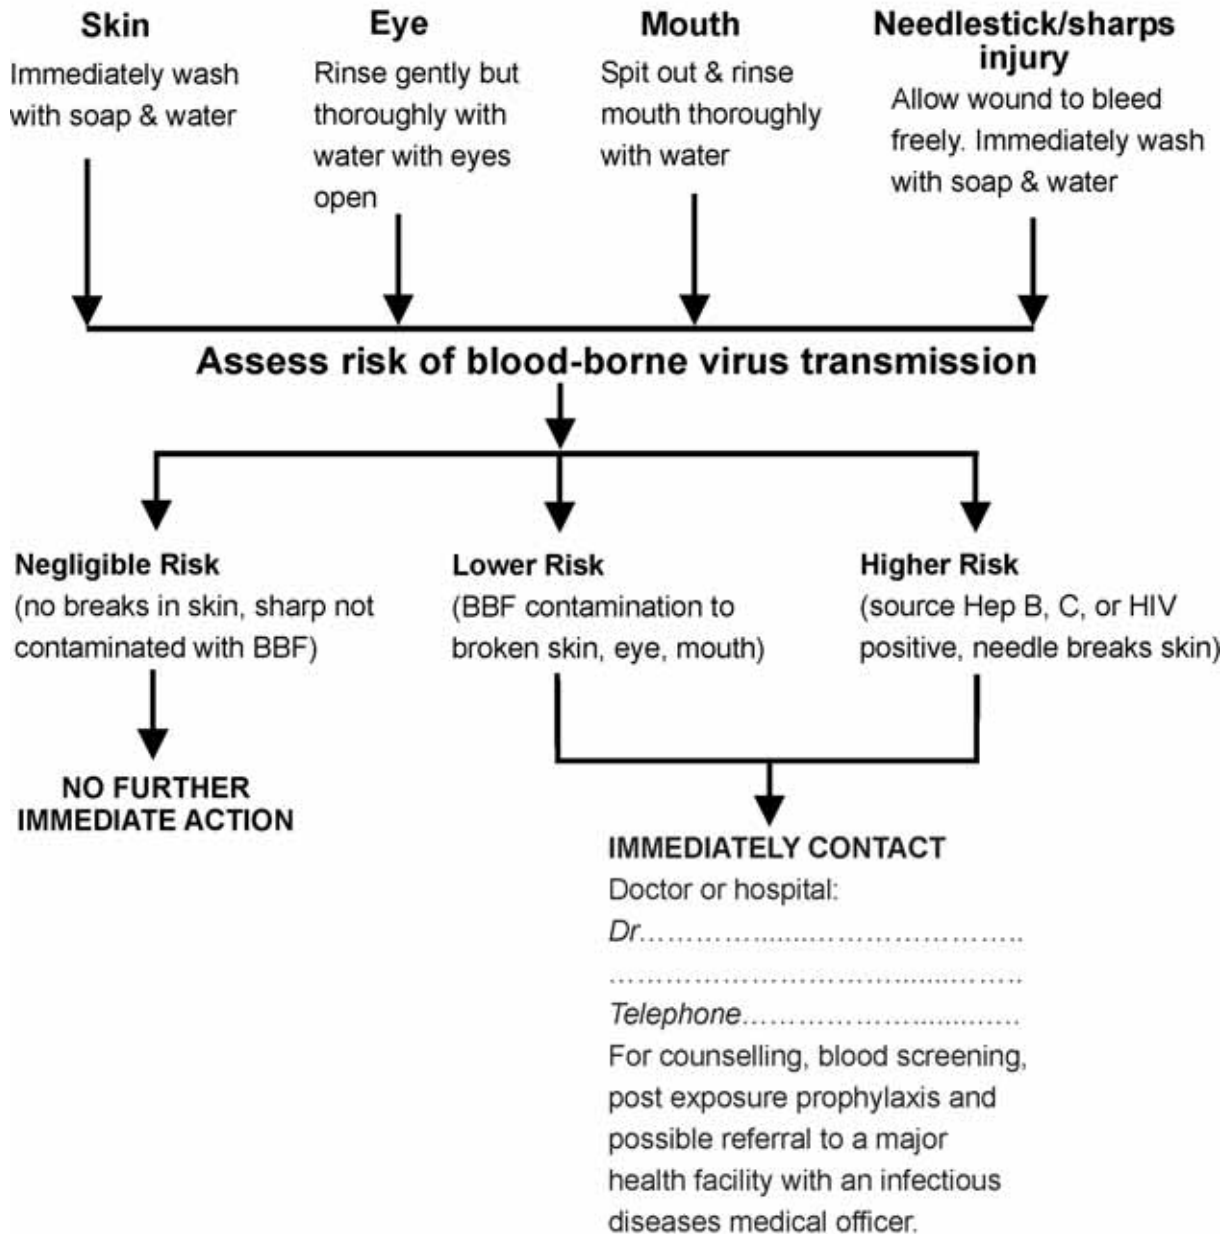 Skin
Immediately wash
with soap & water
Eye
Rinse gently but
thoroughly with
water with eyes
open
Mouth
Spit out & rinse
mouth thoroughly
with water
Needlestick/sharps
injury
Allow wound to bleed
freely. Immediately wash
with soap & water
Assess risk of blood-borne virus transmission
Negligible Risk
(no breaks in skin, sharp not
contaminated with BBF)
NO FURTHER
IMMEDIATE ACTION
Lower Risk
(BBF contamination to
broken skin, eye, mouth)
Higher Risk
(source Hep B, C, or HIV
positive, needle breaks skin)
IMMEDIATELY CONTACT
Doctor or hospital:
Dr…………........…………………..
……………………………......…….
Telephone………………........…..
For counselling, blood screening,
post exposure prophylaxis and
possible referral to a major
health facility with an infectious
diseases medical officer.